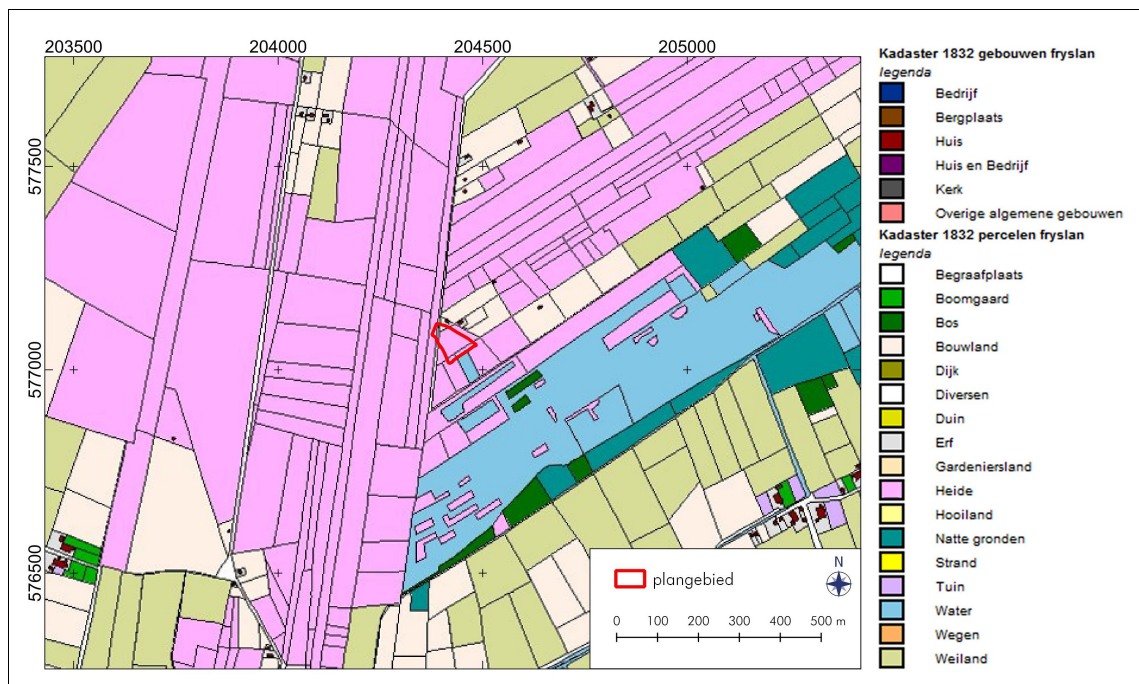 203500 204000 204500 205000
577500
577000
576500
plangebied
N
0 100 200 300 400 500 m
Kadaster 1832 gebouwen fryslan
legenda
Bedrijf
Bergplaats
Huis
Huis en Bedrijf
Kerk
Overige algemene gebouwen
Kadaster 1832 percelen fryslan
legenda
Begraafplaats
Boomgaard
Bos
Bouwland
Dijk
Diversen
Duin
Erf
Gardeniersland
Heide
Hooiland
Natte gronden
Strand
Tuin
Water
Wegen
Weiland